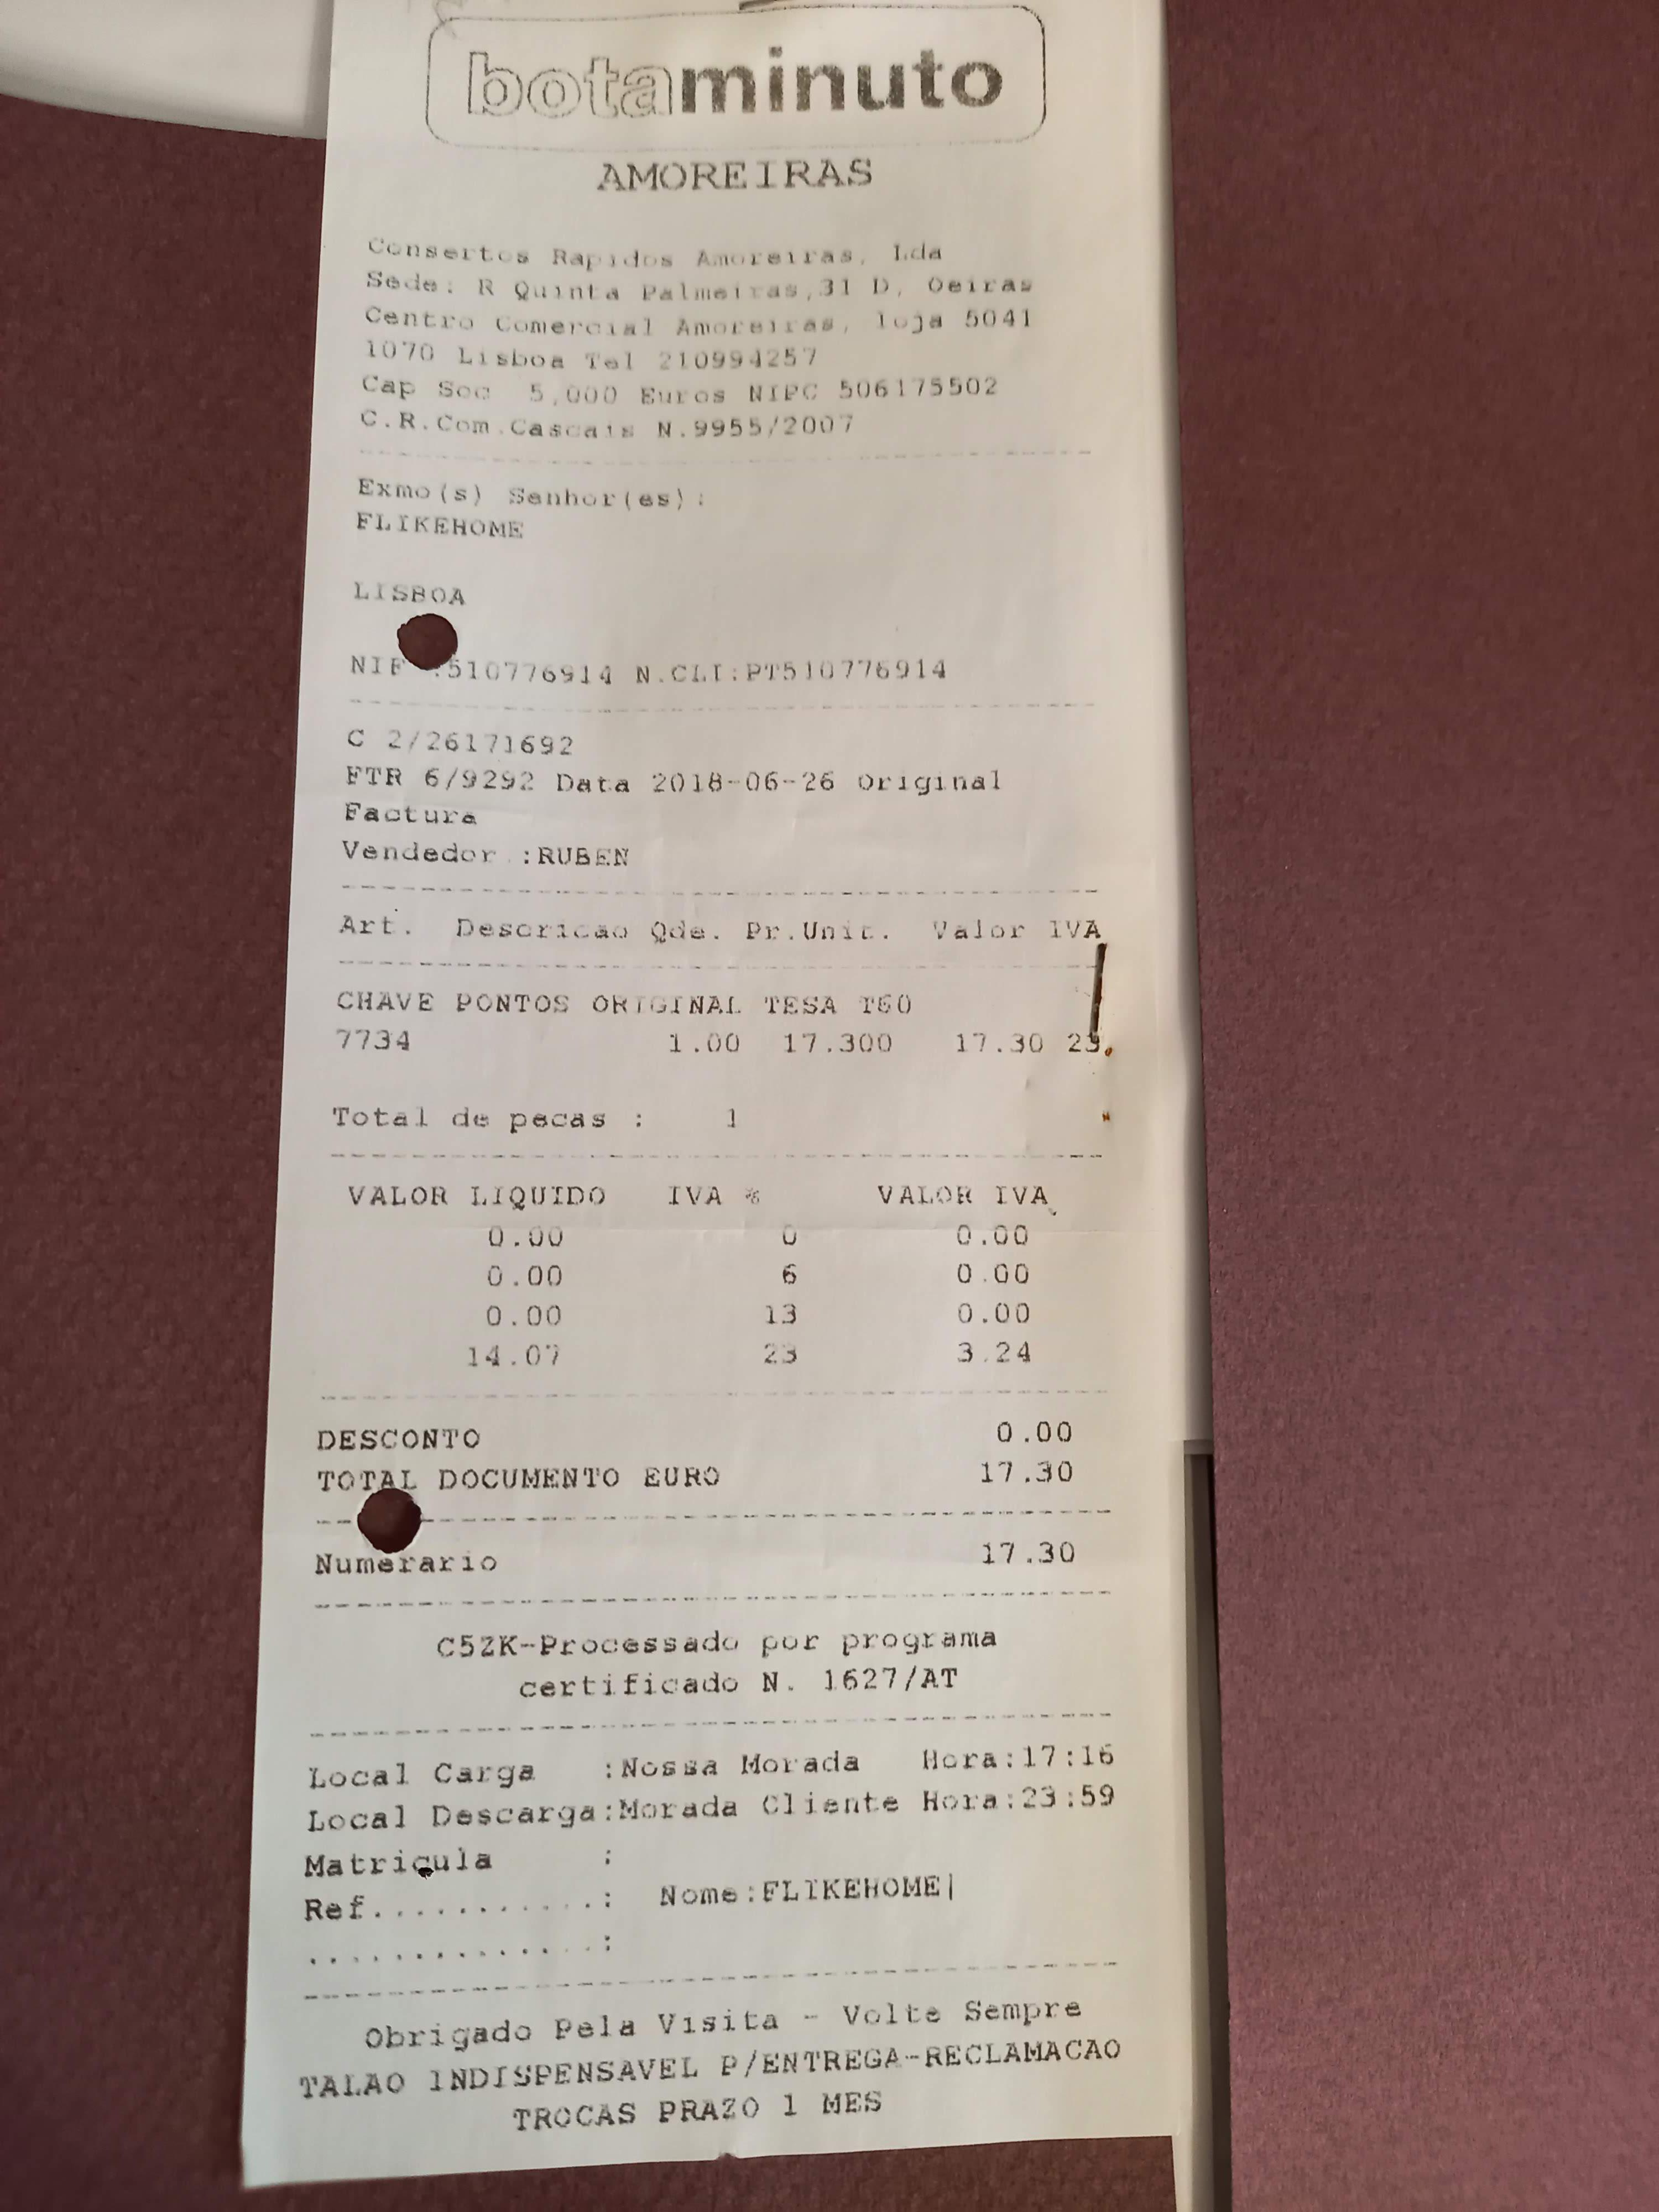 botaminuto
AMOREIRAS
Consertos Rapidos Amoreiras, Lda
Sede: R Quinta Palmeiras,31 D, Oeiras
Centro Comercial Amoreiras, loja 5041
1070 Lisboa Tel 210994257
Cap Soc 5,000 Euros NIPC 506175502
C.R.Com.Cascais N.9955/2007
Exmo(s) Senhor(es):
FLIKEHOME
LISBOA
NIF :510776914 N.CLI:PT510776914
C 2/26171692
FTR 6/9292 Data 2018-06-26 Original
Factura
Vendedor :RUBEN
Art. Descricao Qde. Pr.Unit. Valor IVA
CHAVE PONTOS ORIGINAL TESA T60
7734 1.00 17.300 17.30 23
Total de pecas : 1
VALOR LIQUIDO IVA % VALOR IVA
0.00 0 0.00
0.00 6 0.00
0.00 13 0.00
14.07 23 3.24
DESCONTO 0.00
TOTAL DOCUMENTO EURO 17.30
Numerario 17.30
C5ZK-Processado por programa
certificado N. 1627/AT
Local Carga :Nossa Morada Hora:17:16
Local Descarga:Morada Cliente Hora:23:59
Matricula :
Ref...........: Nome:FLIKEHOME|
..............:
Obrigado Pela Visita - Volte Sempre
TALAO INDISPENSAVEL P/ENTREGA-RECLAMACAO
TROCAS PRAZO 1 MES